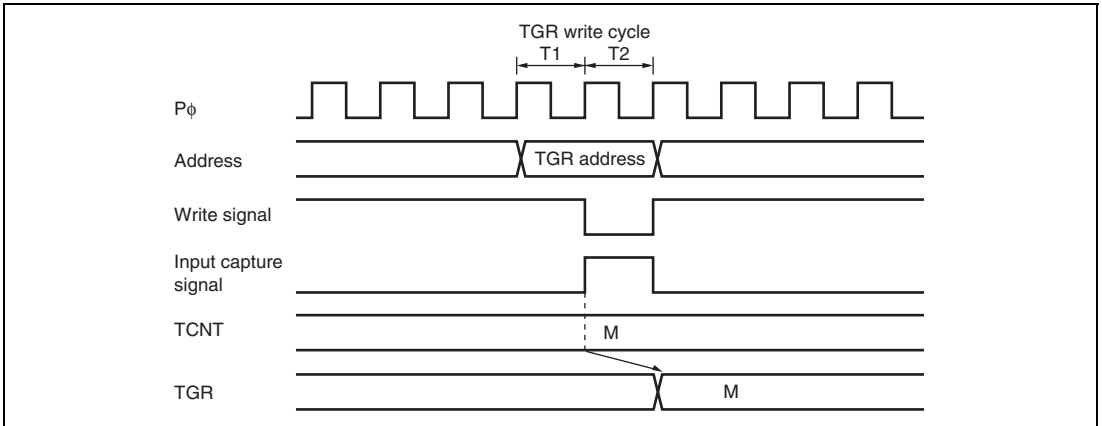 TGR write cycle
T1 T2
Pϕ
Address
TGR address
Write signal
Input capture
signal
TCNT
M
TGR
M